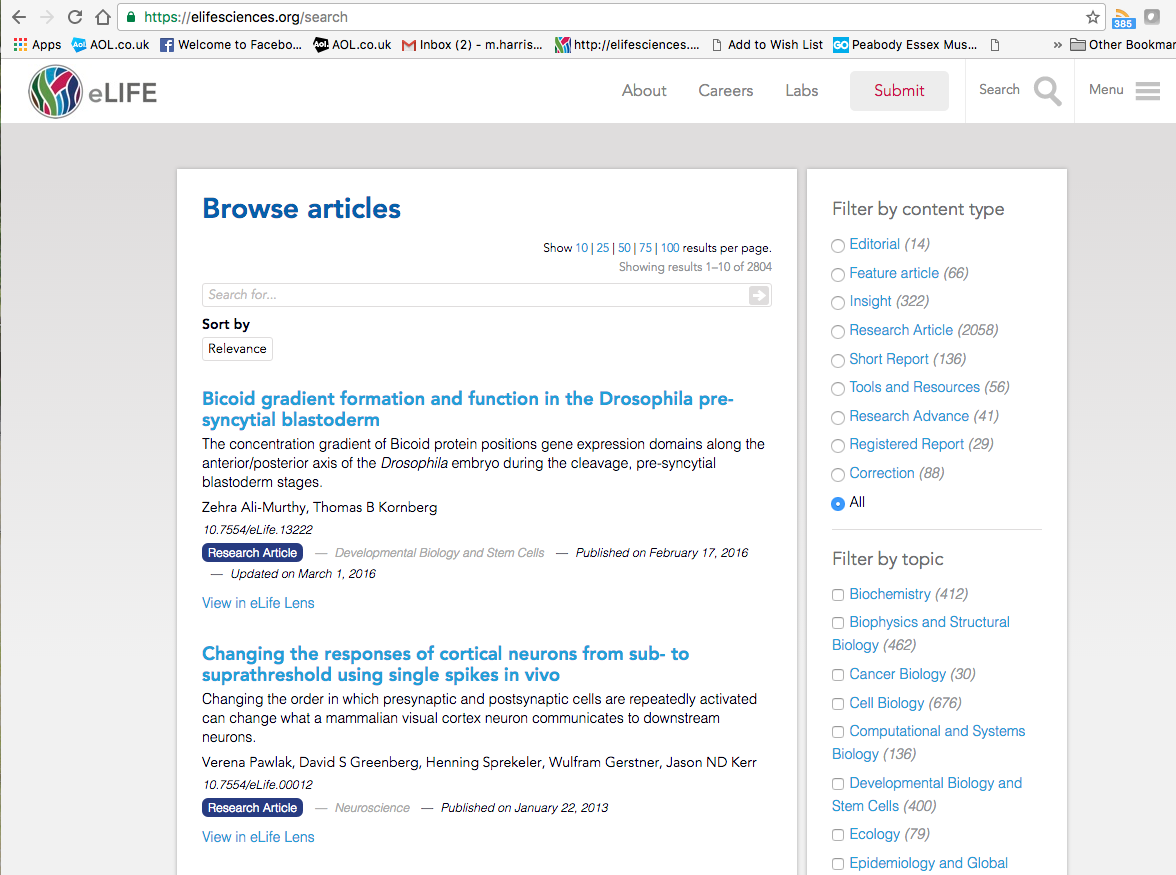 https://elifesciences.org/search
385
Apps AOL.co.uk Welcome to Facebo... AOL.co.uk Inbox (2) - m.harris... http://elifesciences.... Add to Wish List Peabody Essex Mus... » Other Bookmar
eLIFE
About Careers Labs Submit Search Menu
Browse articles
Show 10 | 25 | 50 | 75 | 100 results per page.
Showing results 1–10 of 2804
Search for...
Sort by
Relevance
Bicoid gradient formation and function in the Drosophila pre-
syncytial blastoderm
The concentration gradient of Bicoid protein positions gene expression domains along the
anterior/posterior axis of the Drosophila embryo during the cleavage, pre-syncytial
blastoderm stages.
Zehra Ali-Murthy, Thomas B Kornberg
10.7554/eLife.13222
Research Article — Developmental Biology and Stem Cells — Published on February 17, 2016
— Updated on March 1, 2016
View in eLife Lens
Changing the responses of cortical neurons from sub- to
suprathreshold using single spikes in vivo
Changing the order in which presynaptic and postsynaptic cells are repeatedly activated
can change what a mammalian visual cortex neuron communicates to downstream
neurons.
Verena Pawlak, David S Greenberg, Henning Sprekeler, Wulfram Gerstner, Jason ND Kerr
10.7554/eLife.00012
Research Article — Neuroscience — Published on January 22, 2013
View in eLife Lens
Filter by content type
Editorial (14)
Feature article (66)
Insight (322)
Research Article (2058)
Short Report (136)
Tools and Resources (56)
Research Advance (41)
Registered Report (29)
Correction (88)
All
Filter by topic
Biochemistry (412)
Biophysics and Structural
Biology (462)
Cancer Biology (30)
Cell Biology (676)
Computational and Systems
Biology (136)
Developmental Biology and
Stem Cells (400)
Ecology (79)
Epidemiology and Global